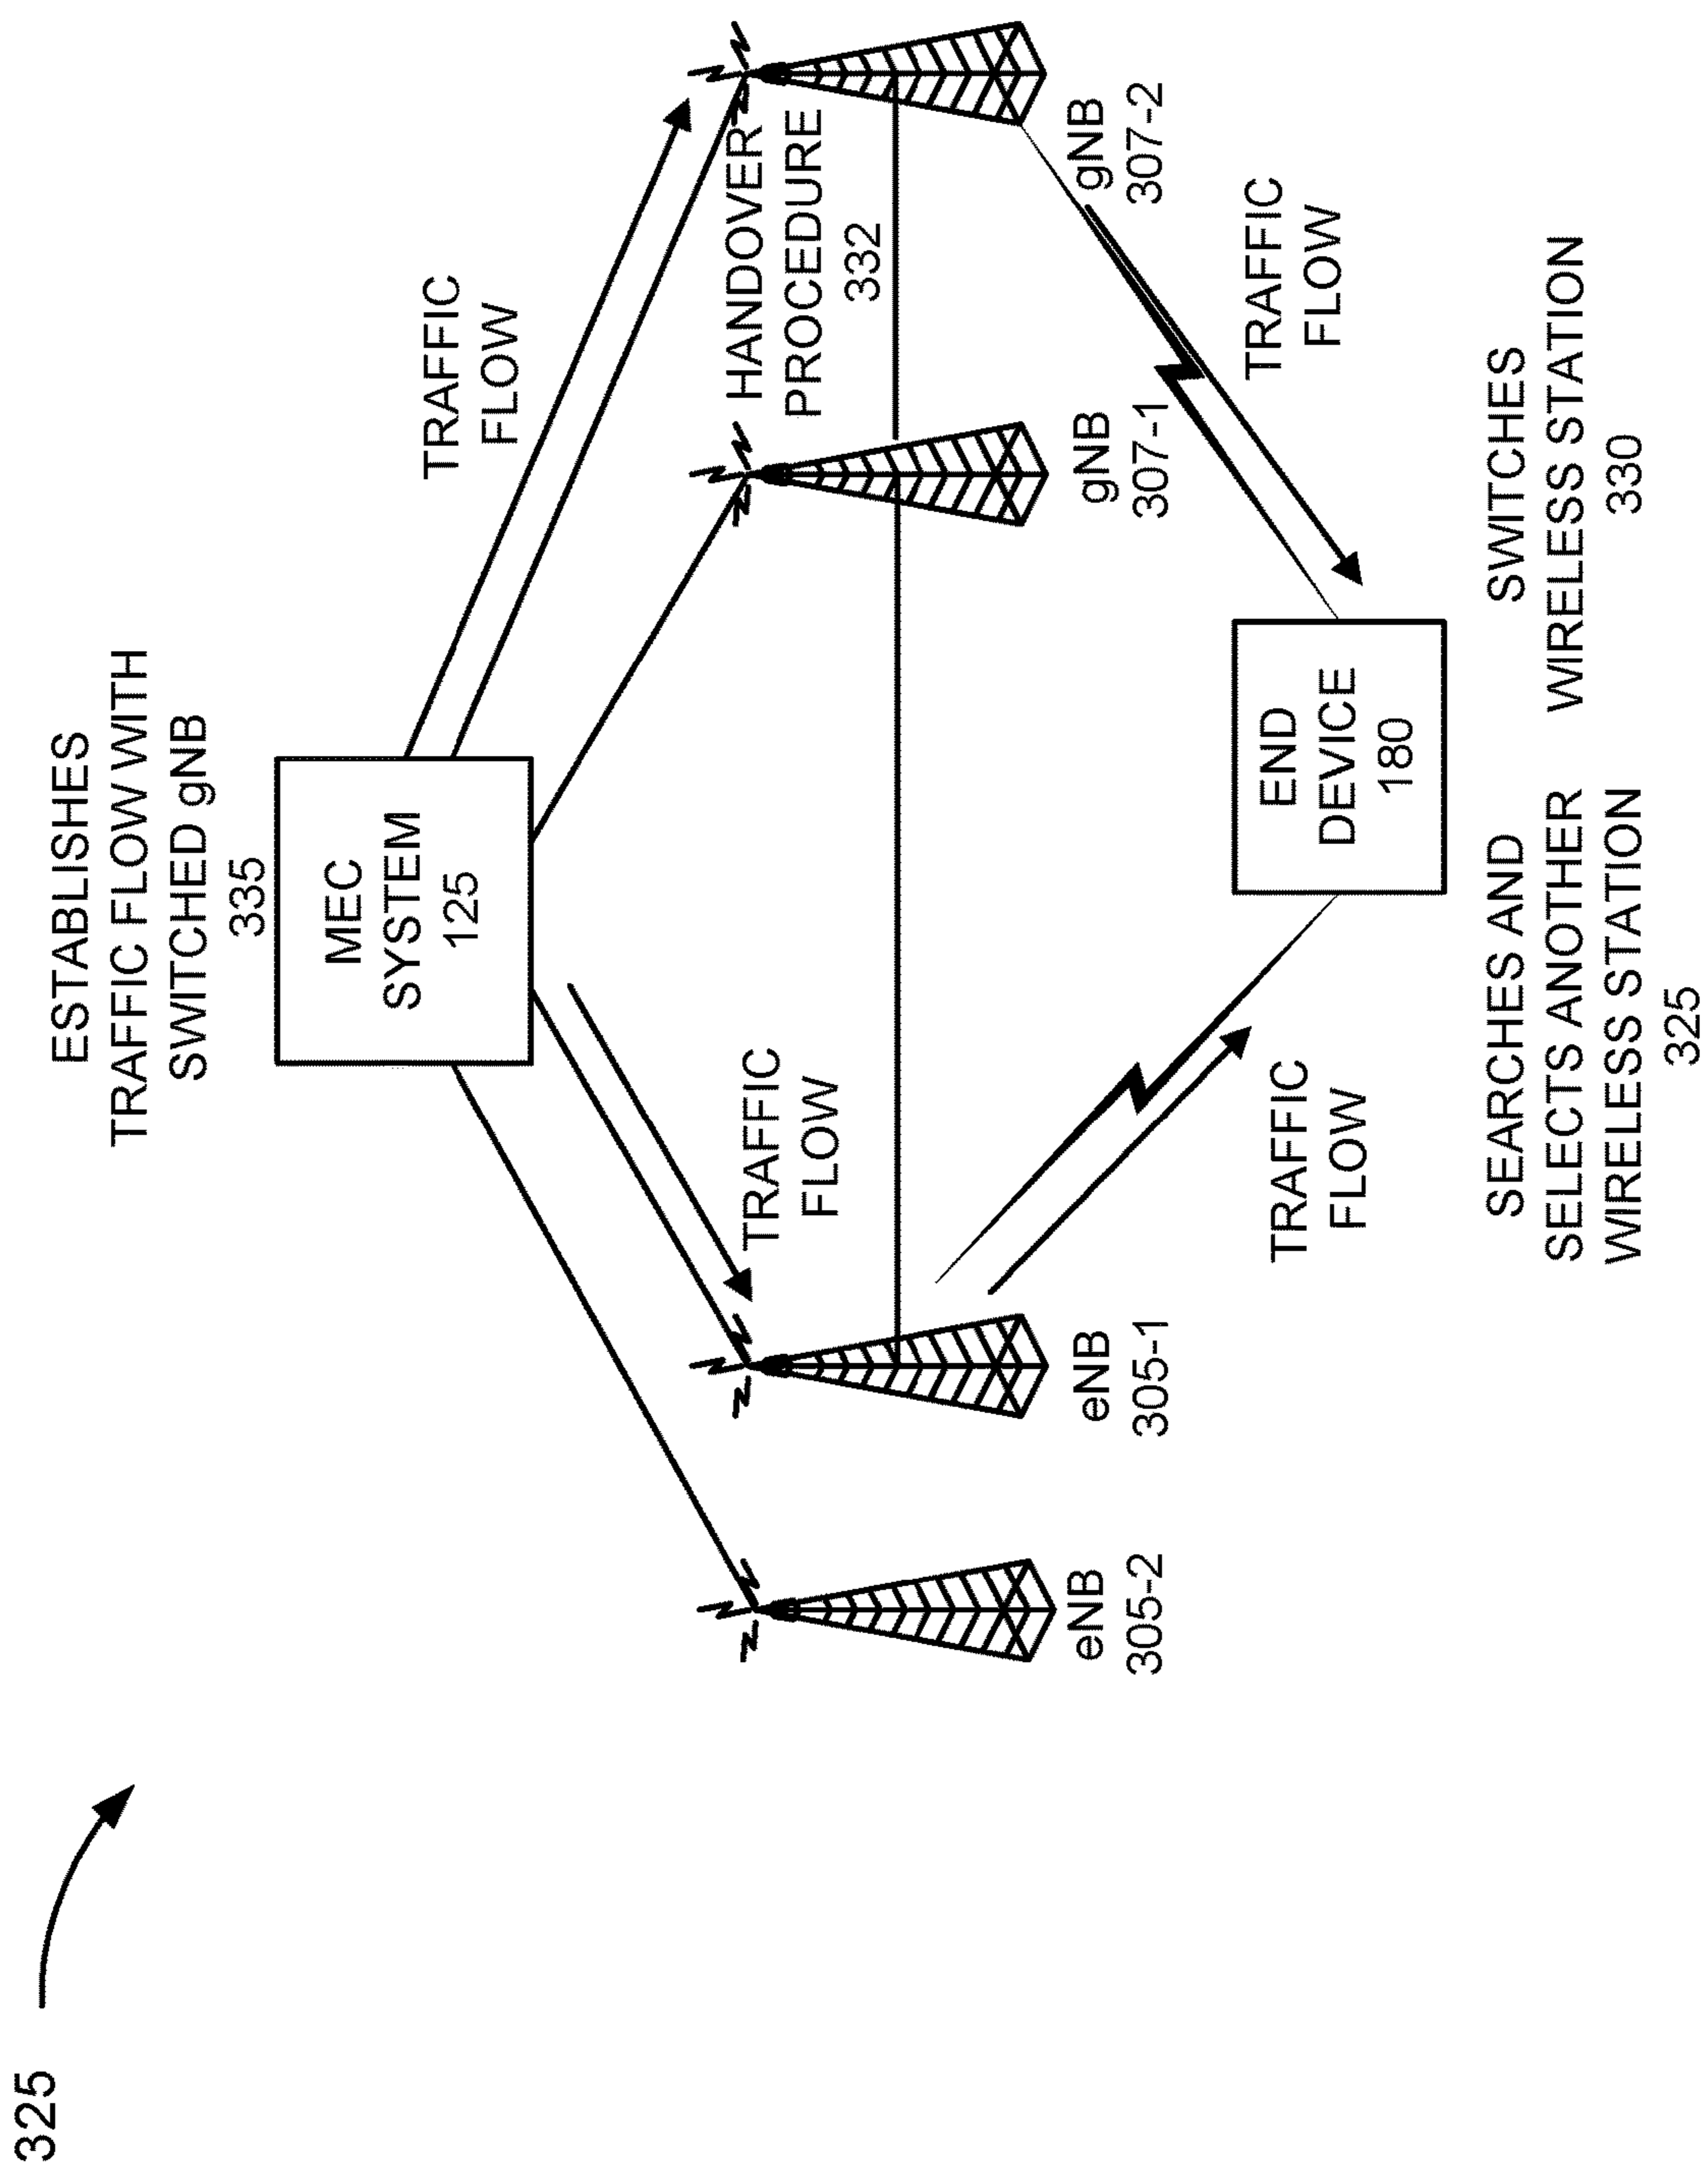 325
ESTABLISHES
TRAFFIC FLOW WITH
SWITCHED gNB
335
MEC
SYSTEM
125
TRAFFIC
FLOW
TRAFFIC
FLOW
HANDOVER
PROCEDURE
332
eNB
305-2
eNB
305-1
gNB
307-1
gNB
307-2
TRAFFIC
FLOW
END
DEVICE
180
TRAFFIC
FLOW
SEARCHES AND
SELECTS ANOTHER
WIRELESS STATION
325
SWITCHES
WIRELESS STATION
330